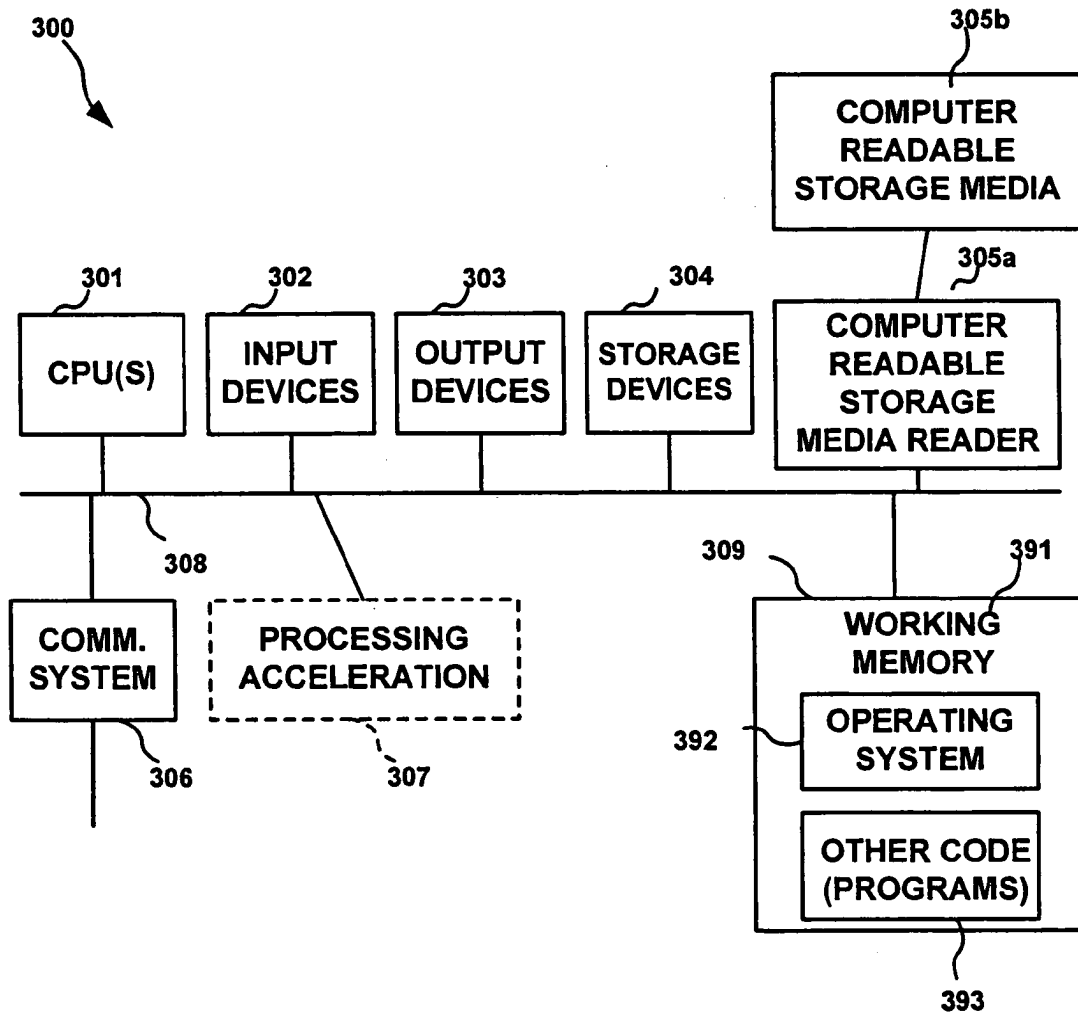 300
305b
COMPUTER
READABLE
STORAGE MEDIA
305a
301
302
303
304
CPU(S)
INPUT
DEVICES
OUTPUT
DEVICES
STORAGE
DEVICES
COMPUTER
READABLE
STORAGE
MEDIA READER
308
309
391
COMM.
SYSTEM
PROCESSING
ACCELERATION
WORKING
MEMORY
306
307
392
OPERATING
SYSTEM
OTHER CODE
(PROGRAMS)
393